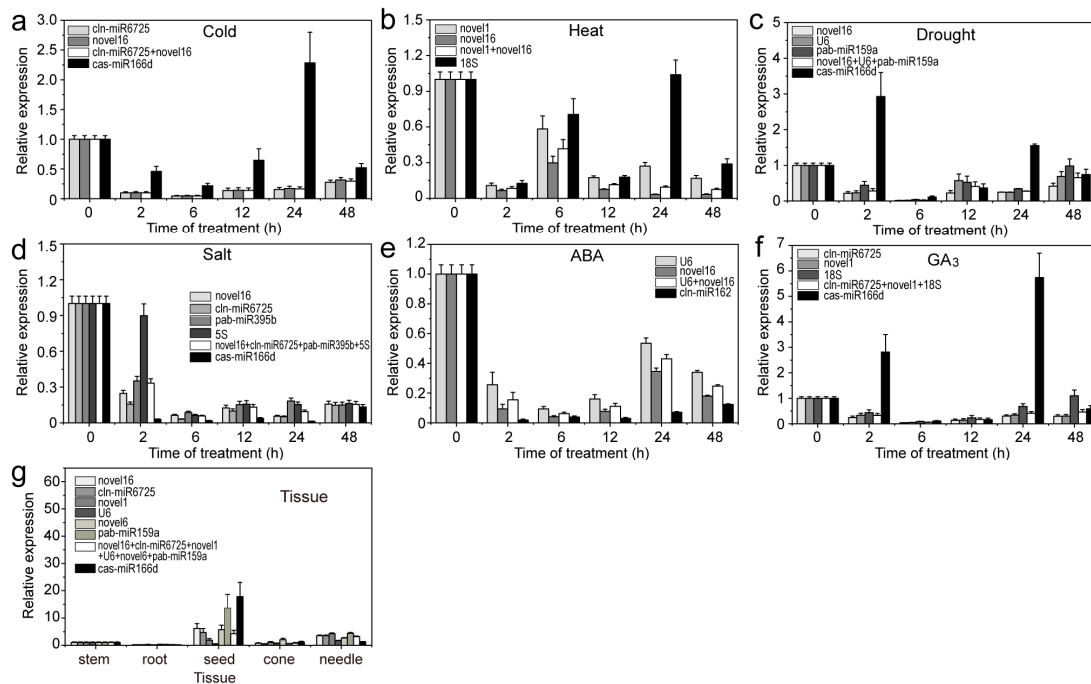 a
Cold
cln-miR6725
novel16
cln-miR6725+novel16
cas-miR166d
Relative expression
3.0
2.5
2.0
1.5
1.0
0.5
0
0 2 6 12 24 48
Time of treatment (h)
b
Heat
novel1
novel16
novel1+novel16
18S
Relative expression
1.5
1.2
0.9
0.6
0.3
0
0 2 6 12 24 48
Time of treatment (h)
c
Drought
novel16
U6
pab-miR159a
novel16+U6+pab-miR159a
cas-miR166d
Relative expression
5
4
3
2
1
0
0 2 6 12 24 48
Time of treatment (h)
d
Salt
novel16
cln-miR6725
pab-miR395b
5S
novel16+cln-miR6725+pab-miR395b+5S
cas-miR166d
Relative expression
1.5
1.2
0.9
0.6
0.3
0
0 2 6 12 24 48
Time of treatment (h)
e
ABA
U6
novel16
U6+novel16
cln-miR162
Relative expression
1.2
1.0
0.8
0.6
0.4
0.2
0
0 2 6 12 24 48
Time of treatment (h)
f
GA3
cln-miR6725
novel1
18S
cln-miR6725+novel1+18S
cas-miR166d
Relative expression
7
6
5
4
3
2
1
0
0 2 6 12 24 48
Time of treatment (h)
g
Tissue
novel16
cln-miR6725
novel1
U6
novel6
pab-miR159a
novel16+cln-miR6725+novel1
+U6+novel6+pab-miR159a
cas-miR166d
Relative expression
60
50
40
30
20
10
0
stem root seed cone needle
Tissue